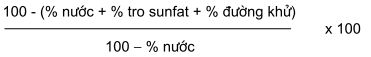 100 - (% nước + % tro sunfat + % đường khử)
x 100
100 – % nước